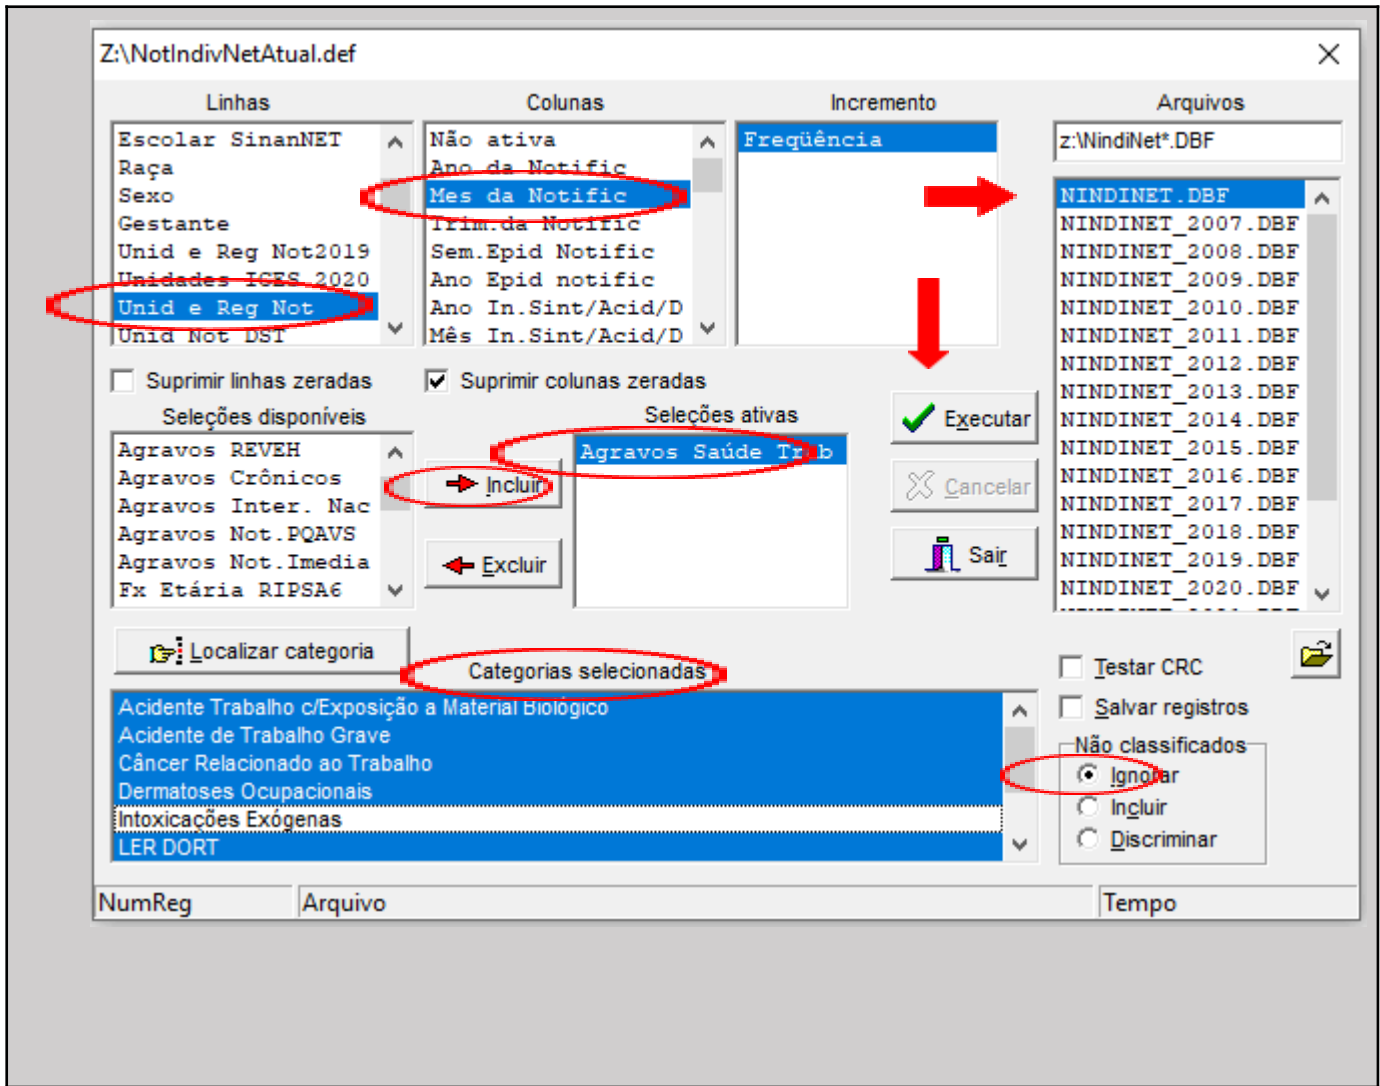 Z:\NotIndivNetAtual.def
Linhas
Colunas
Incremento
Arquivos
Escolar SinanNET
Raça
Sexo
Gestante
Unid e Reg Not2019
Unidades ICES 2020
Unid e Reg Not
Unid Not DST
Não ativa
Ano da Notific
Mes da Notific
Trim.da Notific
Sem.Epid Notific
Ano Epid notific
Ano In.Sint/Acid/D
Mês In.Sint/Acid/D
Freqüência
z:\NindiNet*.DBF
NINDINET.DBF
NINDINET_2007.DBF
NINDINET_2008.DBF
NINDINET_2009.DBF
NINDINET_2010.DBF
NINDINET_2011.DBF
NINDINET_2012.DBF
NINDINET_2013.DBF
NINDINET_2014.DBF
NINDINET_2015.DBF
NINDINET_2016.DBF
NINDINET_2017.DBF
NINDINET_2018.DBF
NINDINET_2019.DBF
NINDINET_2020.DBF
Suprimir linhas zeradas
Suprimir colunas zeradas
Seleções disponíveis
Seleções ativas
Agravos REVEH
Agravos Crônicos
Agravos Inter. Nac
Agravos Not.PQAVS
Agravos Not.Imedia
Fx Etária RIPSA6
Incluir
Excluir
Agravos Saúde Trab
Executar
Cancelar
Sair
Localizar categoria
Categorias selecionadas
Acidente Trabalho c/Exposição a Material Biológico
Acidente de Trabalho Grave
Câncer Relacionado ao Trabalho
Dermatoses Ocupacionais
Intoxicações Exógenas
LER DORT
Testar CRC
Salvar registros
Não classificados
Ignorar
Incluir
Discriminar
NumReg
Arquivo
Tempo